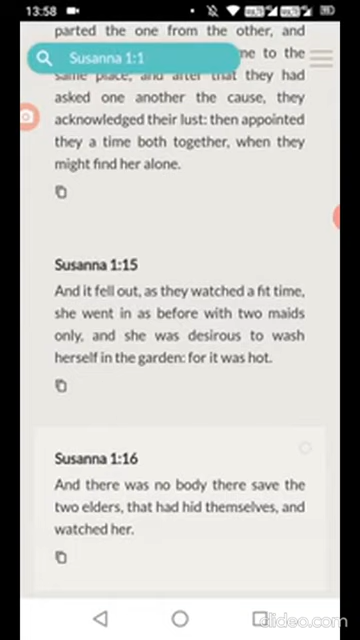 13:58
53
parted the one from the other, and
Susanna 1:1
me to the
same place, and after that they had
asked one another the cause, they
acknowledged their lust: then appointed
they a time both together, when they
might find her alone.
Susanna 1:15
And it fell out, as they watched a fit time,
she went in as before with two maids
only, and she was desirous to wash
herself in the garden: for it was hot.
Susanna 1:16
And there was no body there save the
two elders, that had hid themselves, and
watched her.
clideo.com